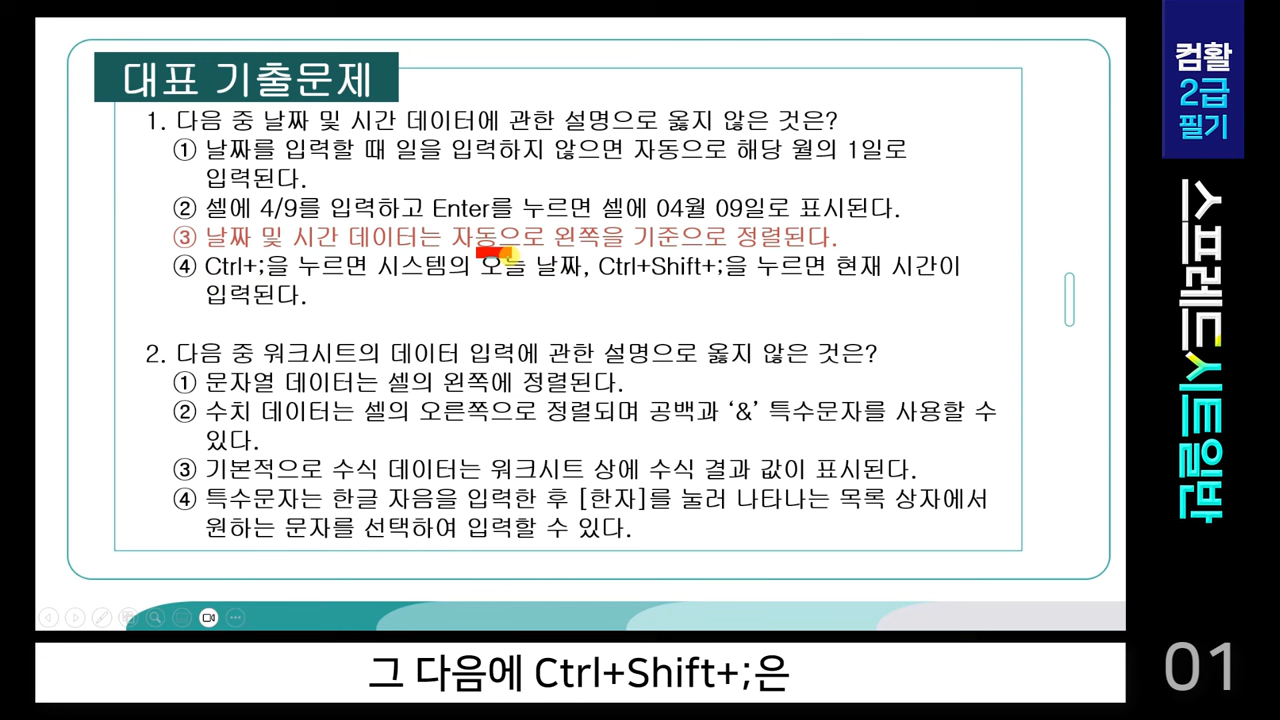 대표 기출문제
1. 다음 중 날짜 및 시간 데이터에 관한 설명으로 옳지 않은 것은?
① 날짜를 입력할 때 일을 입력하지 않으면 자동으로 해당 월의 1일로
입력된다.
② 셀에 4/9를 입력하고 Enter를 누르면 셀에 04월 09일로 표시된다.
③ 날짜 및 시간 데이터는 자동으로 왼쪽을 기준으로 정렬된다.
④ Ctrl+;을 누르면 시스템의 오늘 날짜, Ctrl+Shift+;을 누르면 현재 시간이
입력된다.
2. 다음 중 워크시트의 데이터 입력에 관한 설명으로 옳지 않은 것은?
① 문자열 데이터는 셀의 왼쪽에 정렬된다.
② 수치 데이터는 셀의 오른쪽으로 정렬되며 공백과 ‘&’ 특수문자를 사용할 수
있다.
③ 기본적으로 수식 데이터는 워크시트 상에 수식 결과 값이 표시된다.
④ 특수문자는 한글 자음을 입력한 후 [한자]를 눌러 나타나는 목록 상자에서
원하는 문자를 선택하여 입력할 수 있다.
그 다음에 Ctrl+Shift+;은
컴활
2급
필기
스프레드시트일반
01